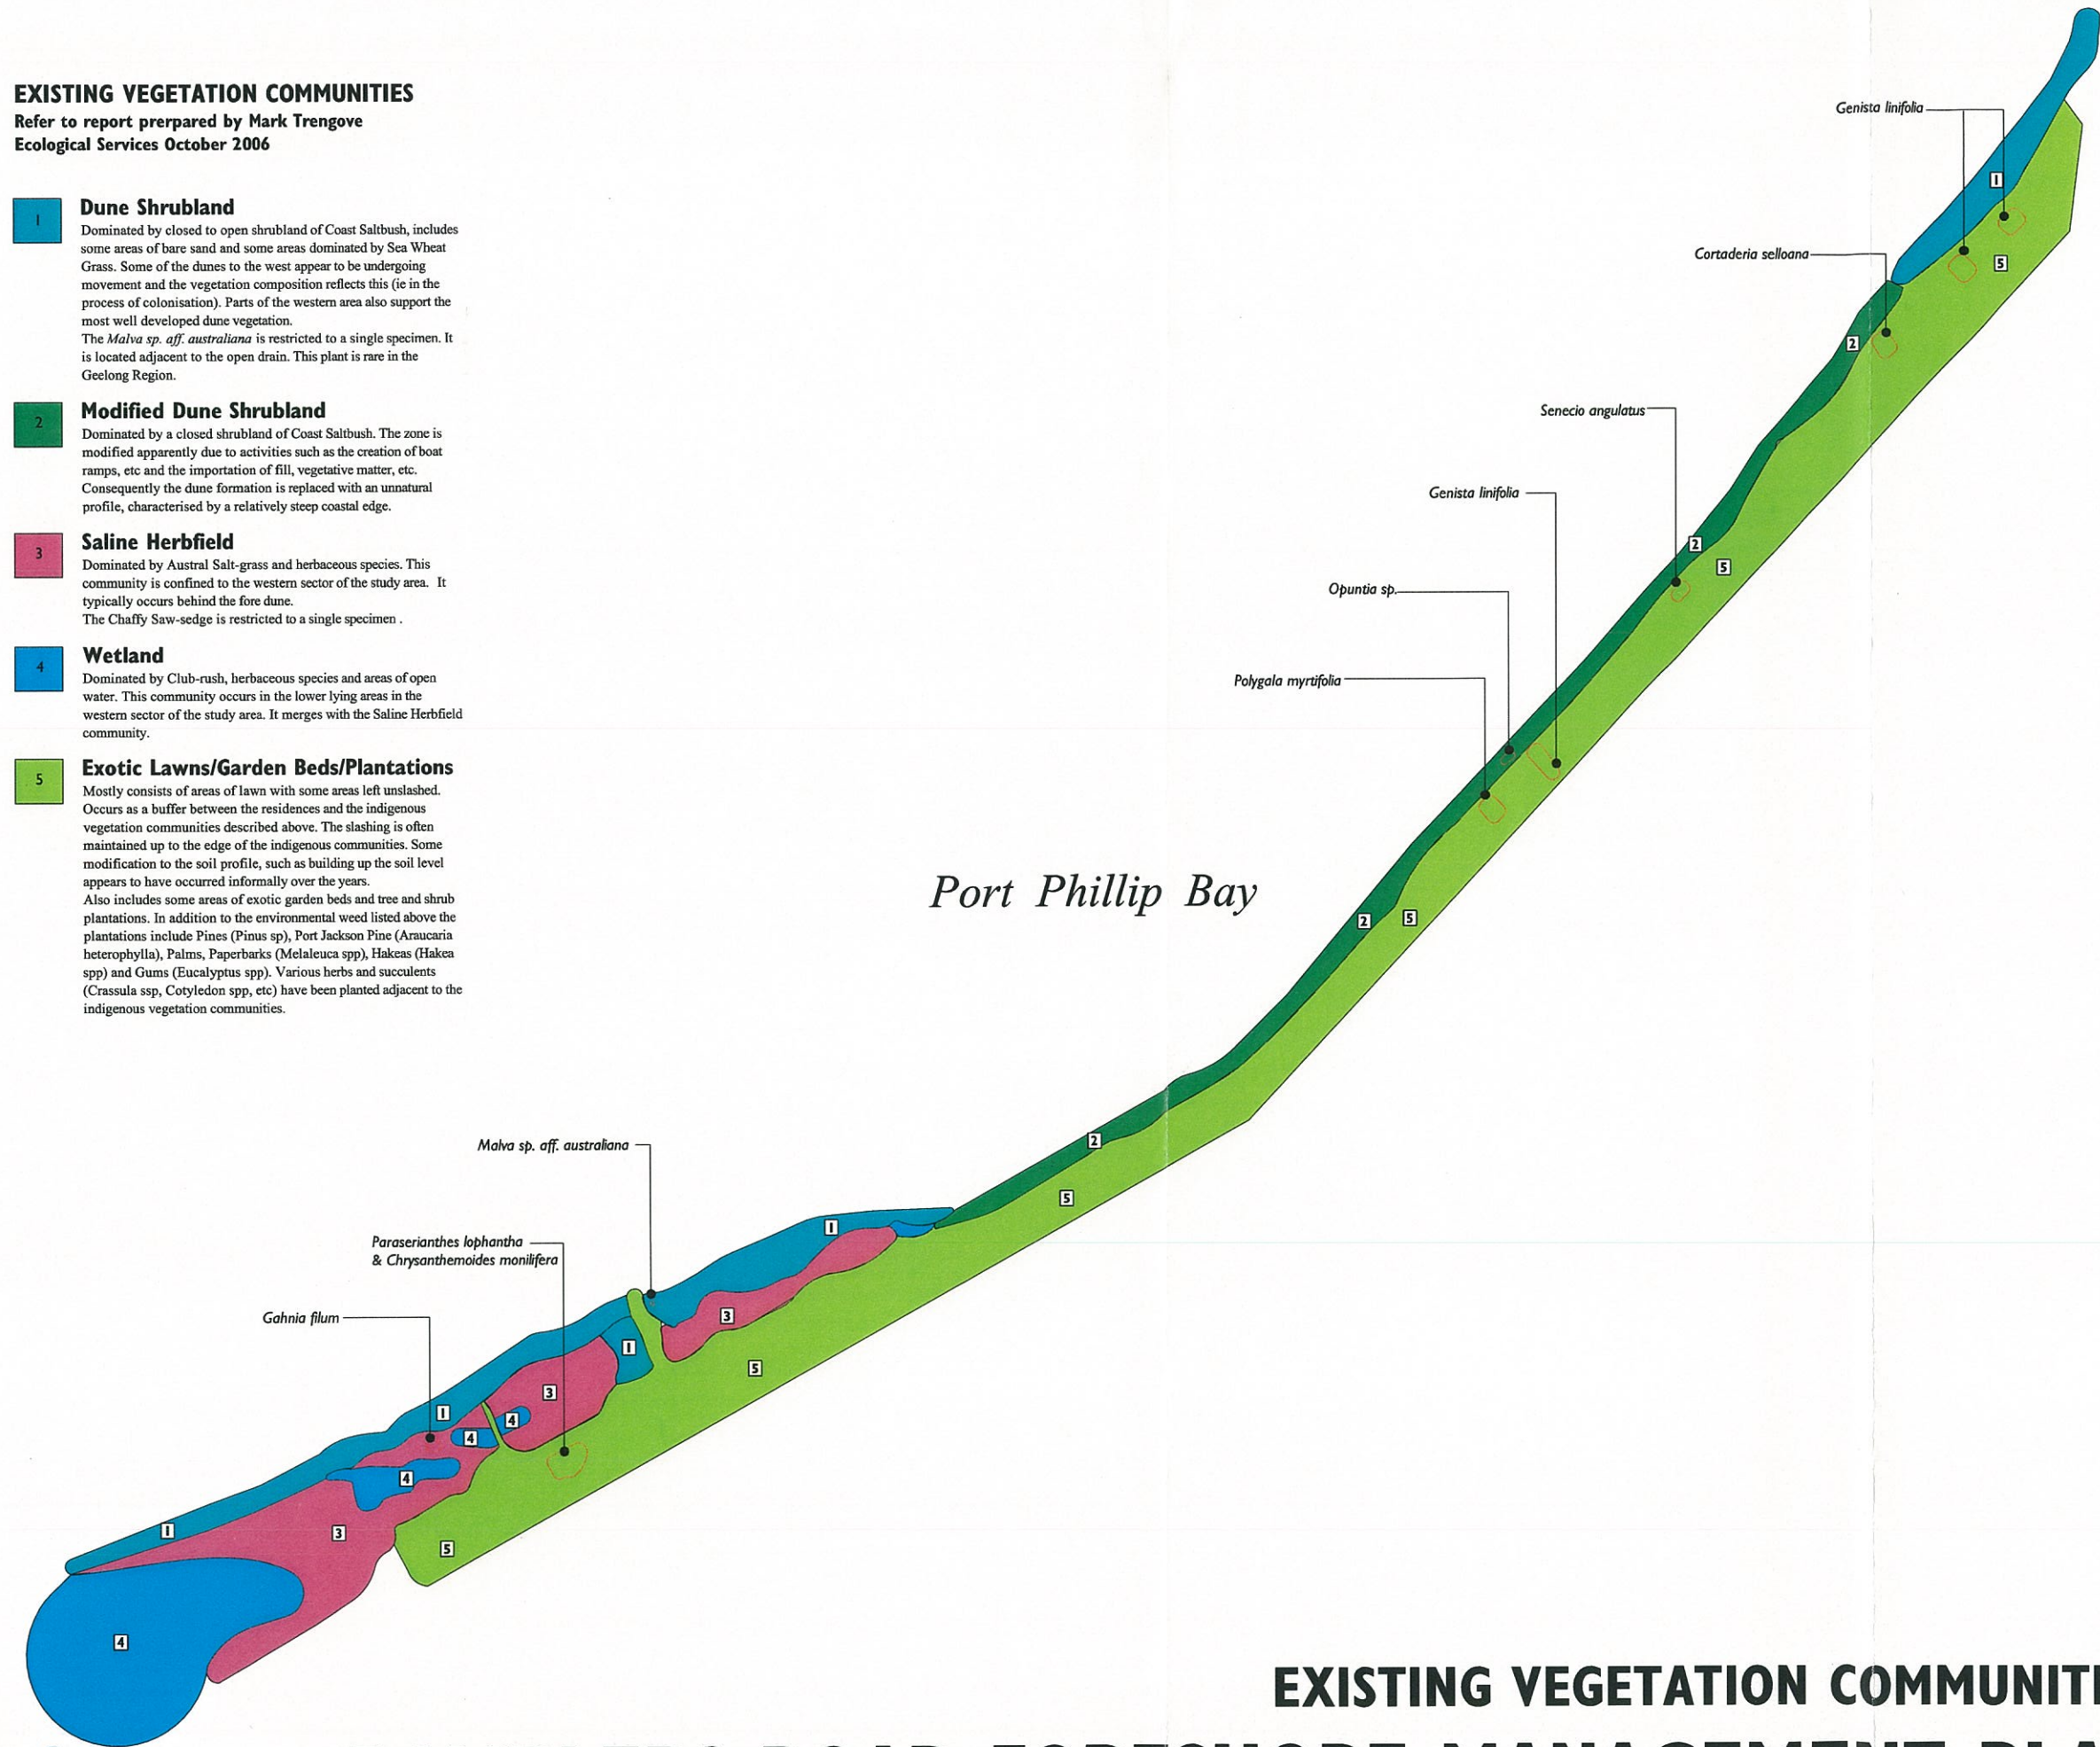 EXISTING VEGETATION COMMUNITIES
Refer to report prerpared by Mark Trengove
Ecological Services October 2006
1
Dune Shrubland
Dominated by closed to open shrubland of Coast Saltbush, includes
some areas of bare sand and some areas dominated by Sea Wheat
Grass. Some of the dunes to the west appear to be undergoing
movement and the vegetation composition reflects this (ie in the
process of colonisation). Parts of the western area also support the
most well developed dune vegetation.
The Malva sp. aff. australiana is restricted to a single specimen. It
is located adjacent to the open drain. This plant is rare in the
Geelong Region.
2
Modified Dune Shrubland
Dominated by a closed shrubland of Coast Saltbush. The zone is
modified apparently due to activities such as the creation of boat
ramps, etc and the importation of fill, vegetative matter, etc.
Consequently the dune formation is replaced with an unnatural
profile, characterised by a relatively steep coastal edge.
3
Saline Herbfield
Dominated by Austral Salt-grass and herbaceous species. This
community is confined to the western sector of the study area. It
typically occurs behind the fore dune.
The Chaffy Saw-sedge is restricted to a single specimen .
4
Wetland
Dominated by Club-rush, herbaceous species and areas of open
water. This community occurs in the lower lying areas in the
western sector of the study area. It merges with the Saline Herbfield
community.
5
Exotic Lawns/Garden Beds/Plantations
Mostly consists of areas of lawn with some areas left unslashed.
Occurs as a buffer between the residences and the indigenous
vegetation communities described above. The slashing is often
maintained up to the edge of the indigenous communities. Some
modification to the soil profile, such as building up the soil level
appears to have occurred informally over the years.
Also includes some areas of exotic garden beds and tree and shrub
plantations. In addition to the environmental weed listed above the
plantations include Pines (Pinus sp), Port Jackson Pine (Araucaria
heterophylla), Palms, Paperbarks (Melaleuca spp), Hakeas (Hakea
spp) and Gums (Eucalyptus spp). Various herbs and succulents
(Crassula ssp, Cotyledon spp, etc) have been planted adjacent to the
indigenous vegetation communities.
Genista linifolia
1
Cortaderia selloana
5
2
Senecio angulatus
Genista linifolia
2
5
Opuntia sp.
Polygala myrtifolia
Port Phillip Bay
2
5
2
Malva sp. aff. australiana
5
1
Paraserianthes lophantha
& Chrysanthemoides monilifera
Gahnia filum
3
1
5
3
1
4
4
4
1
3
5
4
EXISTING VEGETATION COMMUNITI
ROAD FORESHORE MANAGEMENT PLA